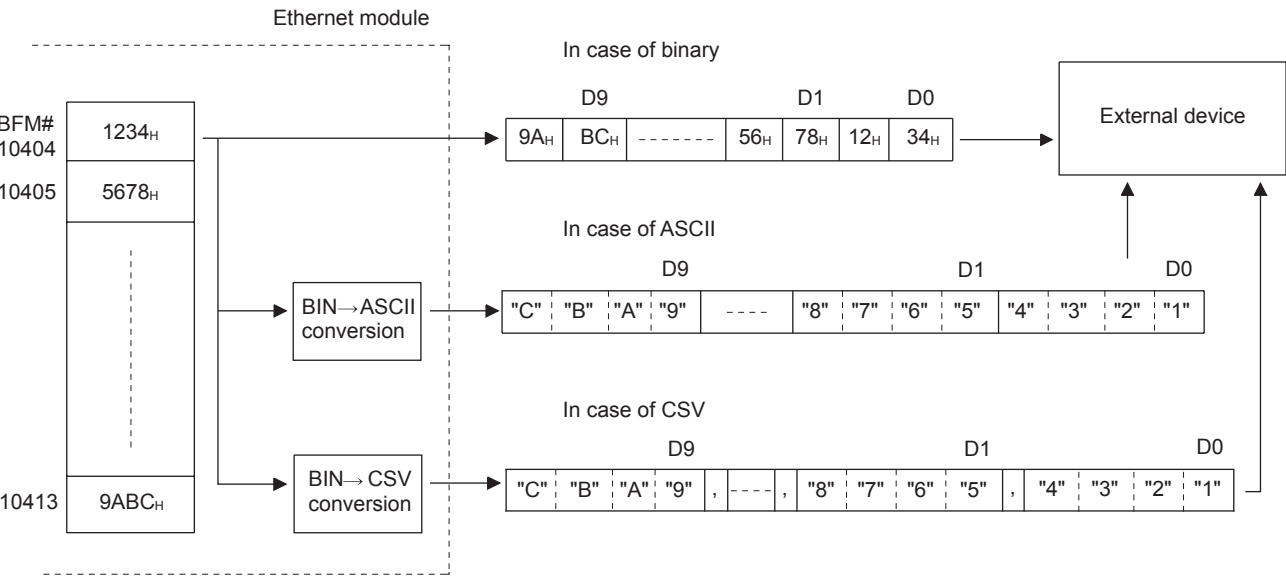 Ethernet module
In case of binary
D9 D1 D0
BFM#
10404
1234H
9AH BCH ------- 56H 78H 12H 34H
External device
10405
5678H
In case of ASCII
D9 D1 D0
BIN→ASCII
conversion
"C" "B" "A" "9" ---- "8" "7" "6" "5" "4" "3" "2" "1"
In case of CSV
D9 D1 D0
BIN→ CSV
conversion
"C" "B" "A" "9" , ---- , "8" "7" "6" "5" , "4" "3" "2" "1"
10413
9ABCH